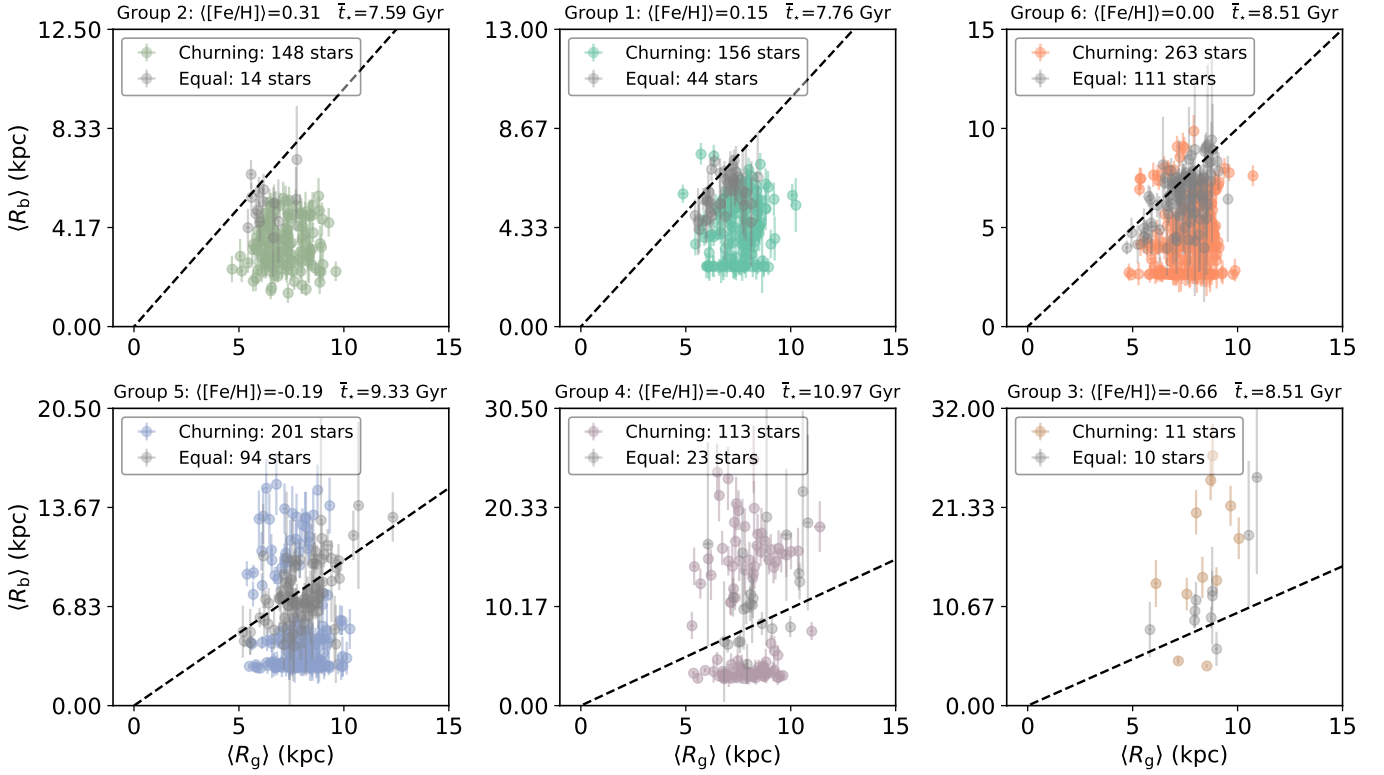 Group 2: ⟨[Fe/H]⟩=0.31 t̄⋆=7.59 Gyr
Group 1: ⟨[Fe/H]⟩=0.15 t̄⋆=7.76 Gyr
Group 6: ⟨[Fe/H]⟩=0.00 t̄⋆=8.51 Gyr
⟨R_b⟩ (kpc)
12.50
8.33
4.17
0.00
Churning: 148 stars
Equal: 14 stars
0 5 10 15
13.00
8.67
4.33
0.00
Churning: 156 stars
Equal: 44 stars
0 5 10 15
15
10
5
0
Churning: 263 stars
Equal: 111 stars
0 5 10 15
Group 5: ⟨[Fe/H]⟩=-0.19 t̄⋆=9.33 Gyr
Group 4: ⟨[Fe/H]⟩=-0.40 t̄⋆=10.97 Gyr
Group 3: ⟨[Fe/H]⟩=-0.66 t̄⋆=8.51 Gyr
⟨R_b⟩ (kpc)
20.50
13.67
6.83
0.00
Churning: 201 stars
Equal: 94 stars
0 5 10 15
⟨R_g⟩ (kpc)
30.50
20.33
10.17
0.00
Churning: 113 stars
Equal: 23 stars
0 5 10 15
⟨R_g⟩ (kpc)
32.00
21.33
10.67
0.00
Churning: 11 stars
Equal: 10 stars
0 5 10 15
⟨R_g⟩ (kpc)